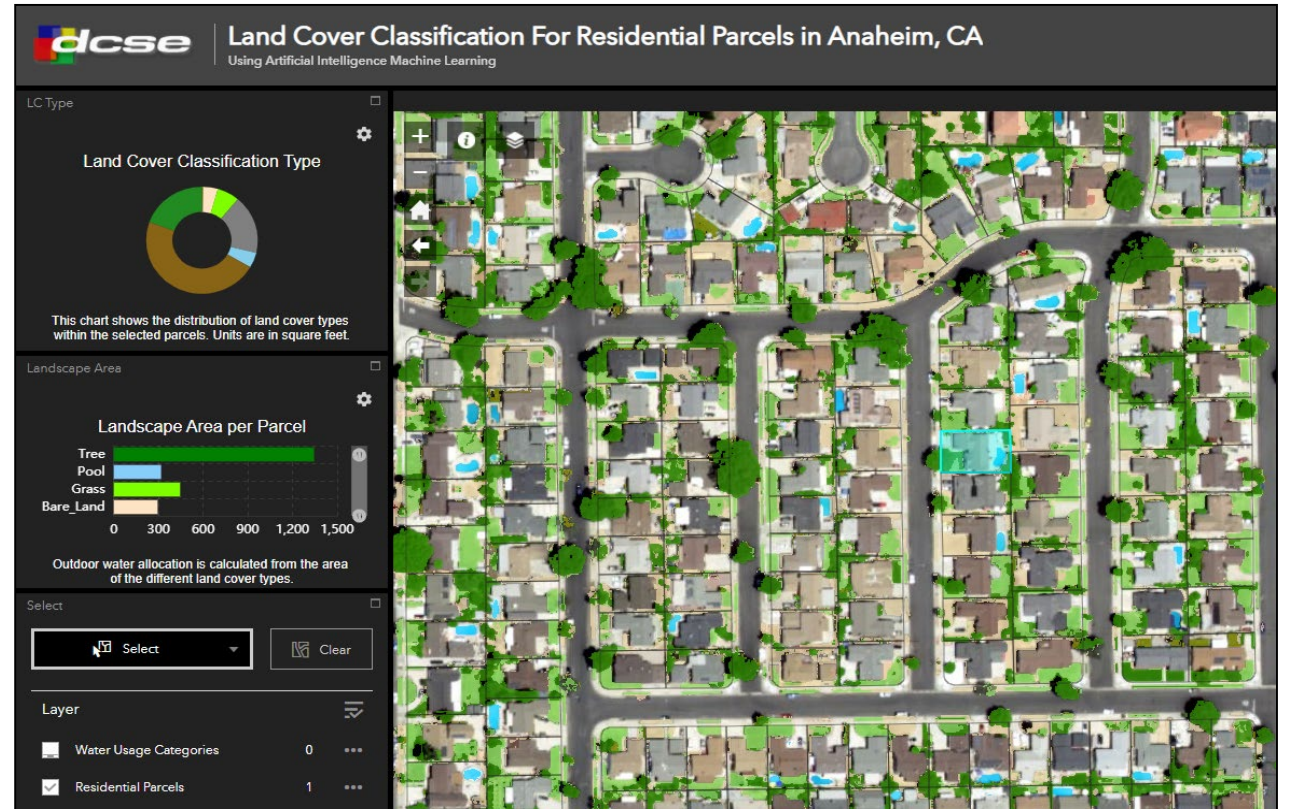 dcse
Land Cover Classification For Residential Parcels in Anaheim, CA
Using Artificial Intelligence Machine Learning
LC Type
Land Cover Classification Type
This chart shows the distribution of land cover types
within the selected parcels. Units are in square feet.
Landscape Area
Landscape Area per Parcel
Tree
Pool
Grass
Bare_Land
0 300 600 900 1,200 1,500
Outdoor water allocation is calculated from the area
of the different land cover types.
Select
Select Clear
Layer
Water Usage Categories 0
Residential Parcels 1